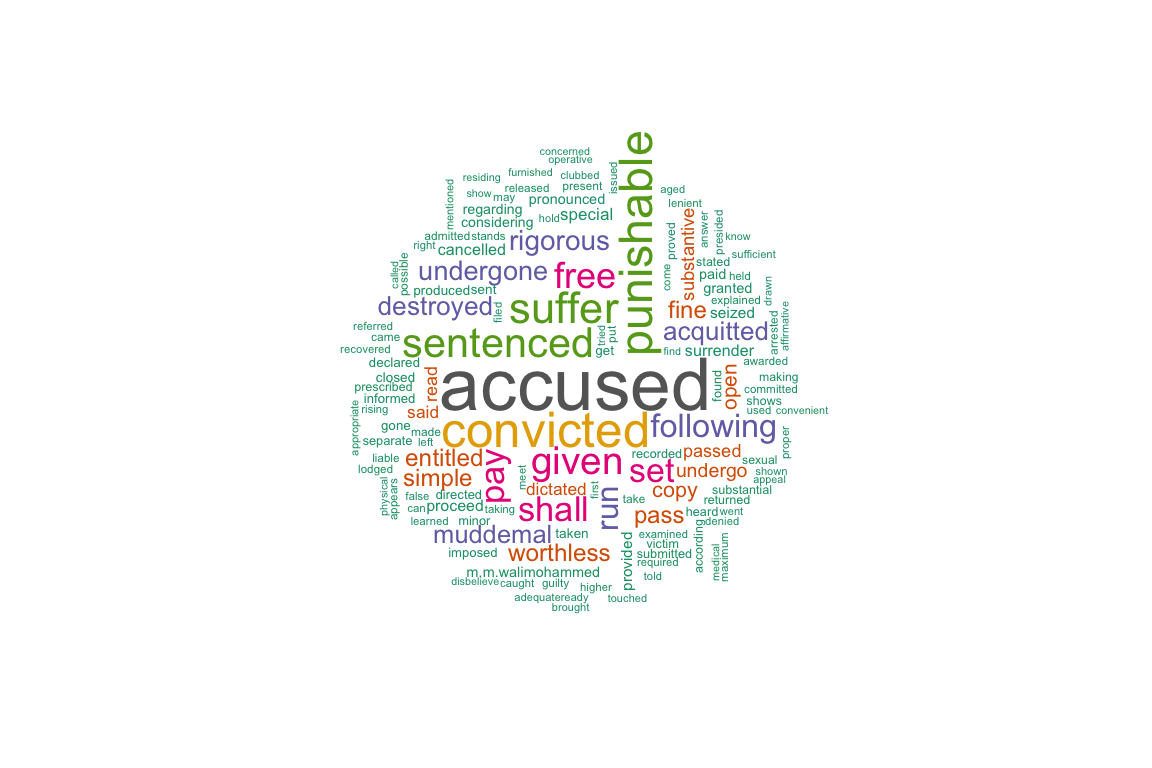 concerned
operative
furnished
clubbed
issued
residing
released
present
aged
mentioned
show
may
pronounced
lenient
regarding
hold
special
considering
answer
presided
admitted
stands
rigorous
punishable
substantive
proved
know
right
cancelled
sufficient
called
possible
undergone
free
come
stated
paid
held
produced
sent
granted
drawn
destroyed
filed
suffer
explained
fine
seized
referred
came
sentenced
tried
put
acquitted
arrested
affirmative
recovered
get
find
surrender
declared
awarded
closed
read
accused
found
open
making
prescribed
committed
informed
shows
rising
said
used
convenient
appropriate
gone
made
convicted
following
separate
left
proper
liable
entitled
pay
given
recorded
passed
sexual
lodged
simple
meet
set
undergo
shown
appeal
physical
appears
dictated
first
copy
substantial
false
directed
take
returned
can
proceed
taking
shall
run
pass
heard
went
learned
minor
denied
muddemal
taken
examined
victim
according
imposed
worthless
provided
submitted
required
medical
maximum
m.m.walimohammed
told
disbelieve
caught
guilty
higher
adequate
ready
touched
brought